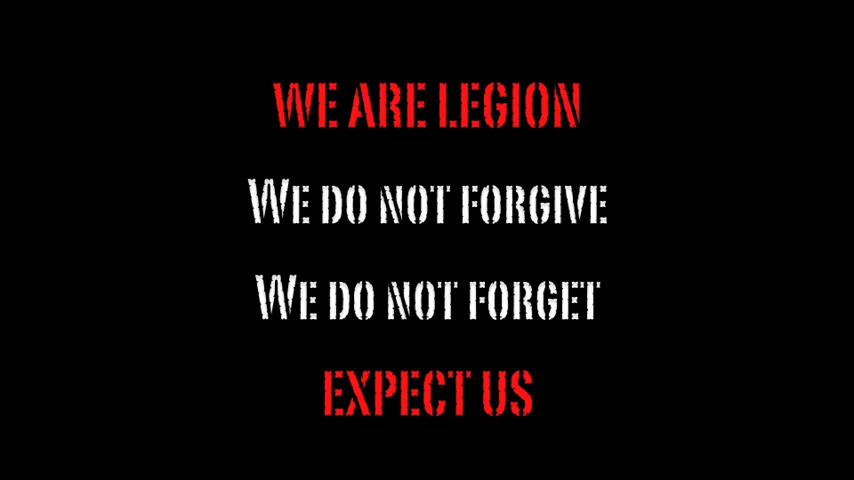 WE ARE LEGION
WE DO NOT FORGIVE
WE DO NOT FORGET
EXPECT US